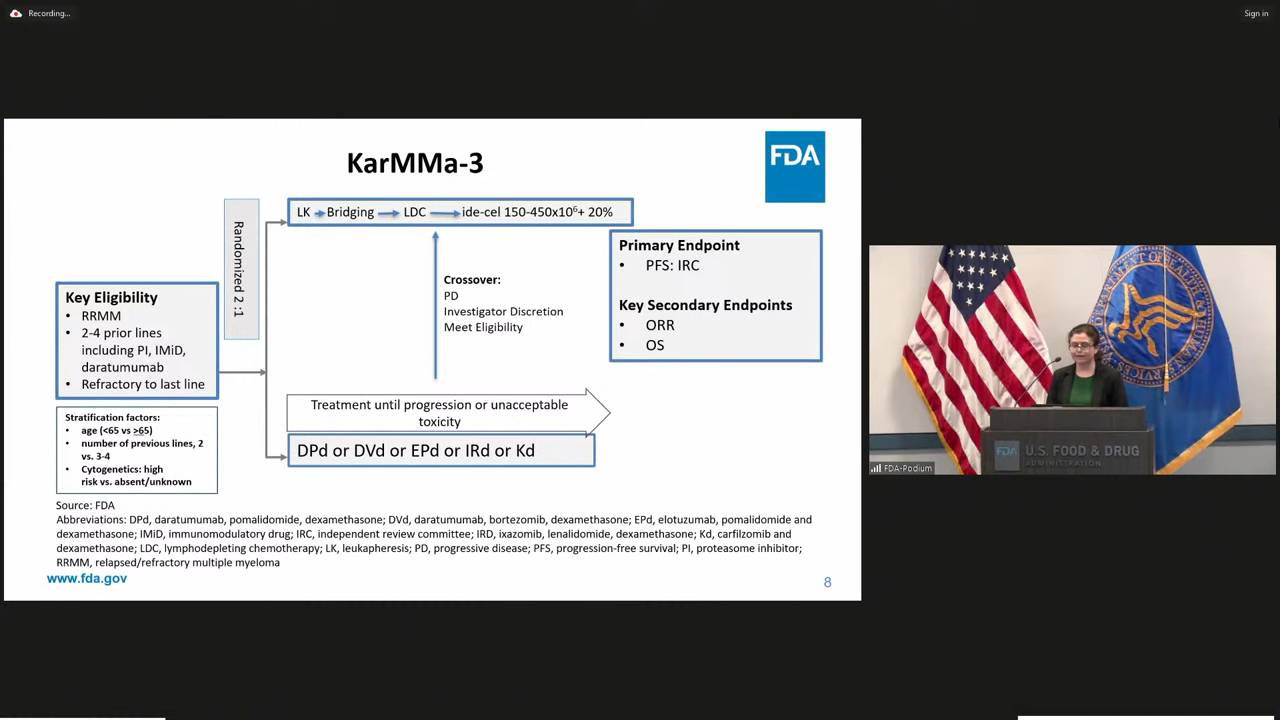 Recording...
Sign in
KarMMa-3
FDA
Randomized 2 :1
LK Bridging LDC ide-cel 150-450x10⁶+ 20%
Key Eligibility
• RRMM
• 2-4 prior lines
including PI, IMiD,
daratumumab
• Refractory to last line
Stratification factors:
• age (<65 vs >65)
• number of previous lines, 2
vs. 3-4
• Cytogenetics: high
risk vs. absent/unknown
Crossover:
PD
Investigator Discretion
Meet Eligibility
Treatment until progression or unacceptable
toxicity
DPd or DVd or EPd or IRd or Kd
Primary Endpoint
• PFS: IRC
Key Secondary Endpoints
• ORR
• OS
Source: FDA
Abbreviations: DPd, daratumumab, pomalidomide, dexamethasone; DVd, daratumumab, bortezomib, dexamethasone; EPd, elotuzumab, pomalidomide and
dexamethasone; IMiD, immunomodulatory drug; IRC, independent review committee; IRD, ixazomib, lenalidomide, dexamethasone; Kd, carfilzomib and
dexamethasone; LDC, lymphodepleting chemotherapy; LK, leukapheresis; PD, progressive disease; PFS, progression-free survival; PI, proteasome inhibitor;
RRMM, relapsed/refractory multiple myeloma
www.fda.gov
8
FDA U.S. FOOD & DRUG
ADMINISTRATION
FDA-Podium